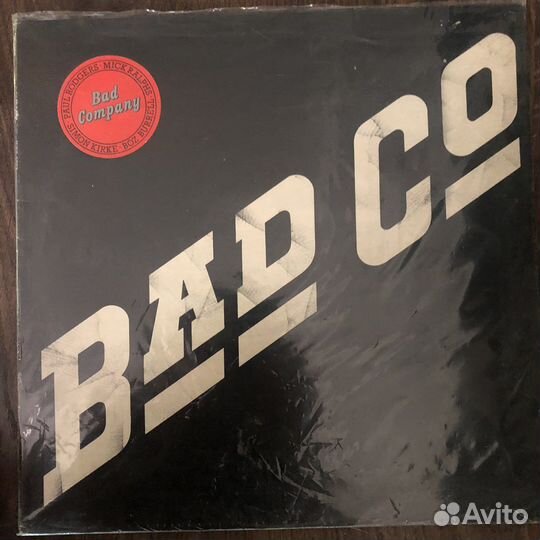 PAUL RODGERS · MICK RALPHS
SIMON KIRKE · BOZ BURRELL
Bad
Company
BAD CO
Avito